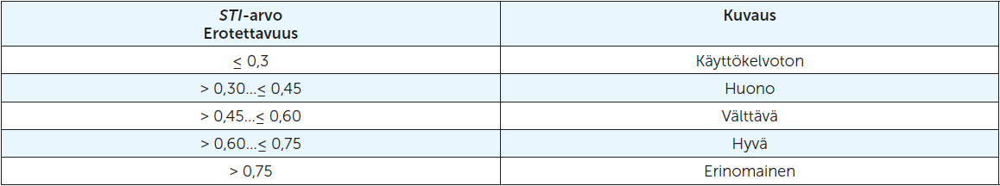 STI-arvo Kuvaus
Erotettavuus
≤ 0,3 Käyttökelvoton
> 0,30...≤ 0,45 Huono
> 0,45...≤ 0,60 Välttävä
> 0,60...≤ 0,75 Hyvä
> 0,75 Erinomainen